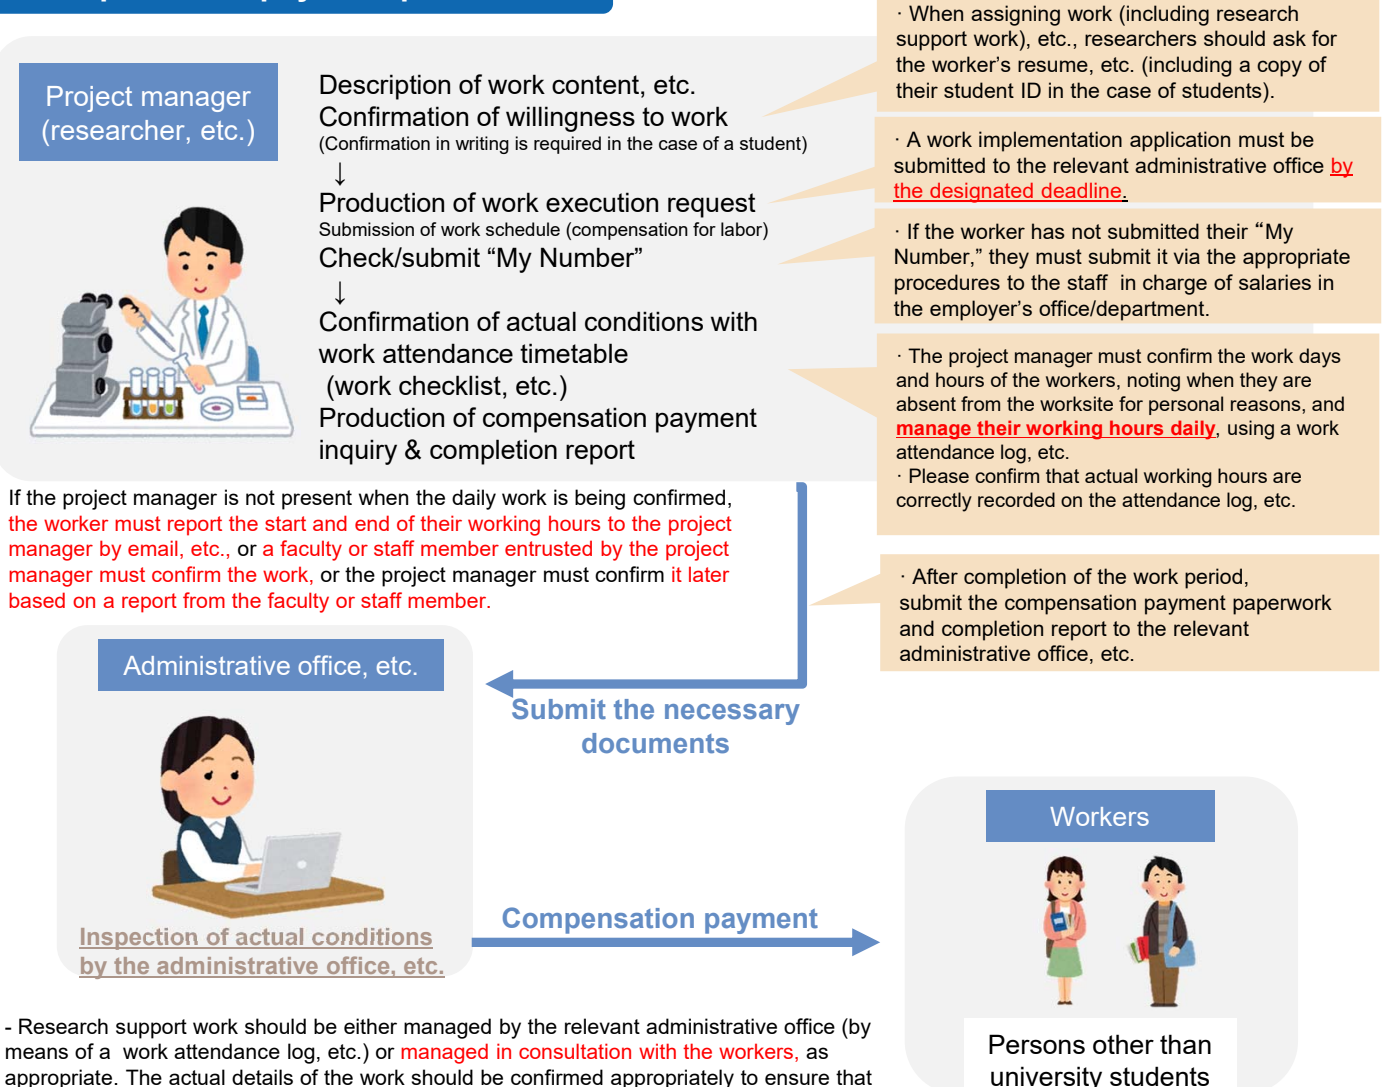 Project manager
(researcher, etc.)
Description of work content, etc.
Confirmation of willingness to work
(Confirmation in writing is required in the case of a student)
↓
Production of work execution request
Submission of work schedule (compensation for labor)
Check/submit “My Number”
↓
Confirmation of actual conditions with
work attendance timetable
(work checklist, etc.)
Production of compensation payment
inquiry & completion report
· When assigning work (including research
support work), etc., researchers should ask for
the worker’s resume, etc. (including a copy of
their student ID in the case of students).
· A work implementation application must be
submitted to the relevant administrative office by
the designated deadline.
· If the worker has not submitted their “My
Number,” they must submit it via the appropriate
procedures to the staff in charge of salaries in
the employer’s office/department.
· The project manager must confirm the work days
and hours of the workers, noting when they are
absent from the worksite for personal reasons, and
manage their working hours daily, using a work
attendance log, etc.
· Please confirm that actual working hours are
correctly recorded on the attendance log, etc.
If the project manager is not present when the daily work is being confirmed,
the worker must report the start and end of their working hours to the project
manager by email, etc., or a faculty or staff member entrusted by the project
manager must confirm the work, or the project manager must confirm it later
based on a report from the faculty or staff member.
· After completion of the work period,
submit the compensation payment paperwork
and completion report to the relevant
administrative office, etc.
Administrative office, etc.
Submit the necessary
documents
Inspection of actual conditions
by the administrative office, etc.
Compensation payment
Workers
Persons other than
university students
- Research support work should be either managed by the relevant administrative office (by
means of a work attendance log, etc.) or managed in consultation with the workers, as
appropriate. The actual details of the work should be confirmed appropriately to ensure that